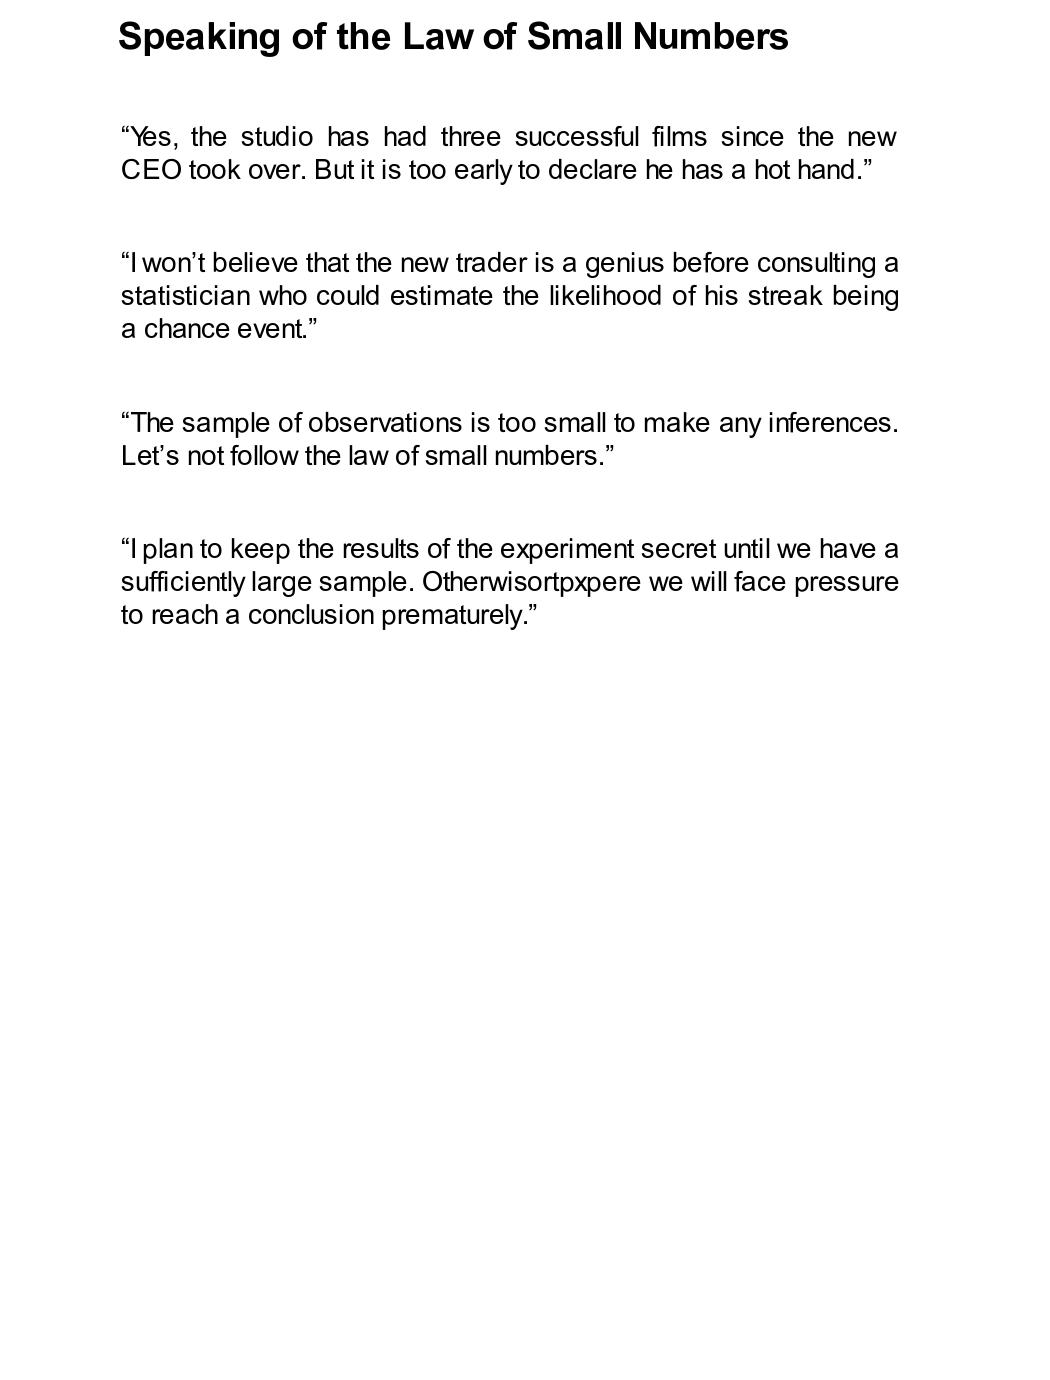 Speaking of the Law of Small Numbers
“Yes, the studio has had three successful films since the new
CEO took over. But it is too early to declare he has a hot hand.”
“I won’t believe that the new trader is a genius before consulting a
statistician who could estimate the likelihood of his streak being
a chance event.”
“The sample of observations is too small to make any inferences.
Let’s not follow the law of small numbers.”
“I plan to keep the results of the experiment secret until we have a
sufficiently large sample. Otherwisortpxpere we will face pressure
to reach a conclusion prematurely.”